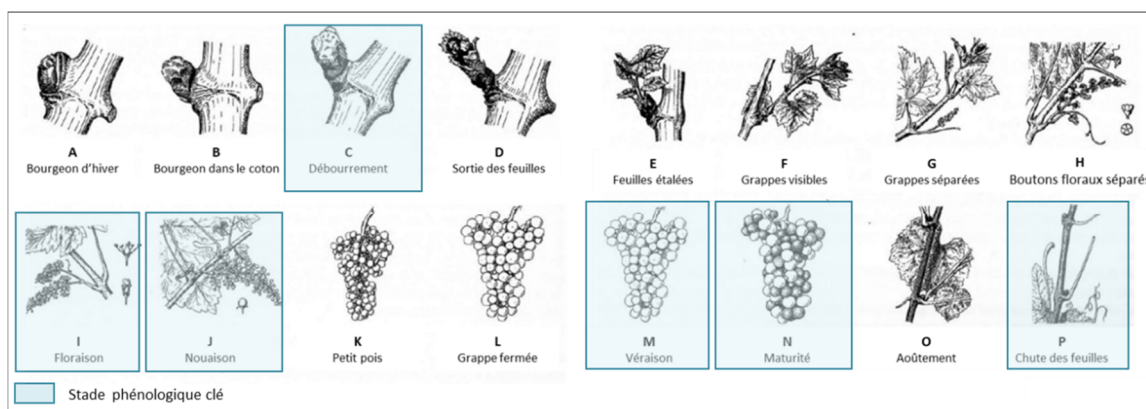 A B C D E F G H
Bourgeon d'hiver Bourgeon dans le coton Débourrement Sortie des feuilles Feuilles étalées Grappes visibles Grappes séparées Boutons floraux séparé
I J K L M N O P
Floraison Nouaison Petit pois Grappe fermée Véraison Maturité Aoûtement Chute des feuilles
Stade phénologique clé